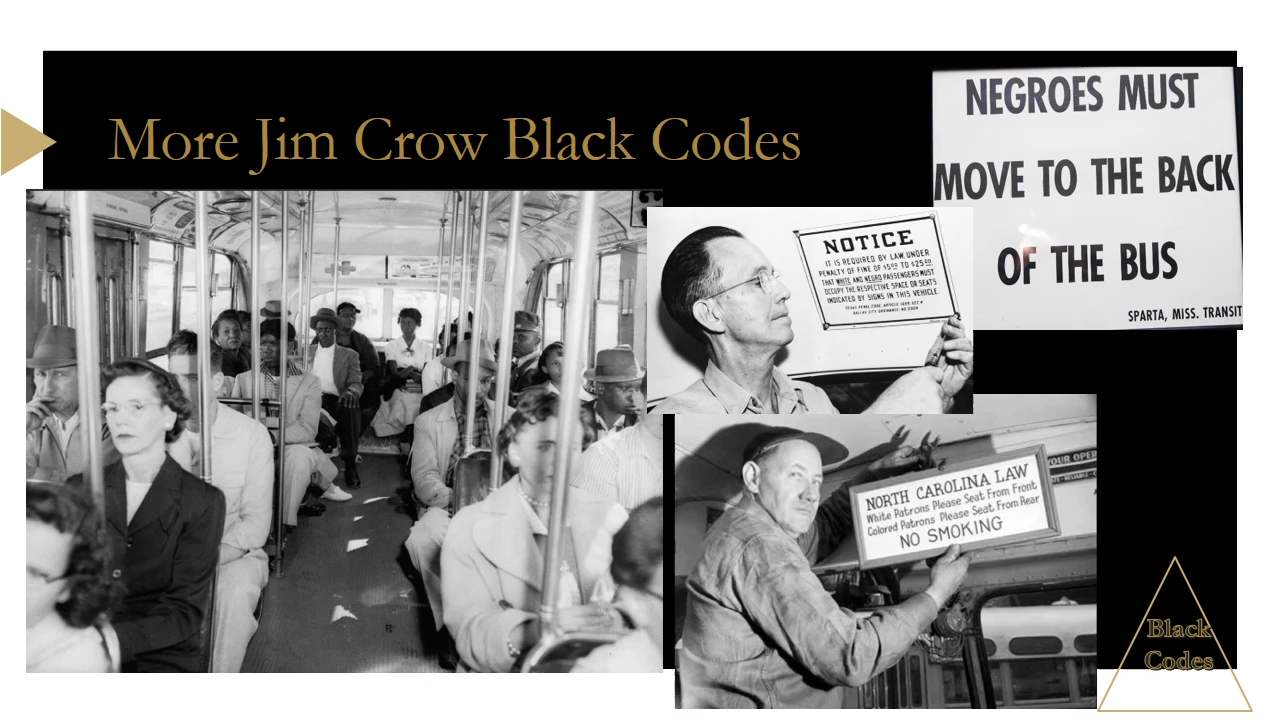 More Jim Crow Black Codes
NEGROES MUST
MOVE TO THE BACK
OF THE BUS
SPARTA, MISS. TRANSIT
NOTICE
IT IS REQUIRED BY LAW UNDER
PENALTY OF FINE OF $5.00 TO $25.00
THAT WHITE AND NEGRO PASSENGERS MUST
OCCUPY THE RESPECTIVE SPACE OR SEATS
INDICATED BY SIGNS IN THIS VEHICLE.
NORTH CAROLINA LAW
White Patrons Please Seat From Front
Colored Patrons Please Seat From Rear
NO SMOKING
YOUR OPER
Black
Codes